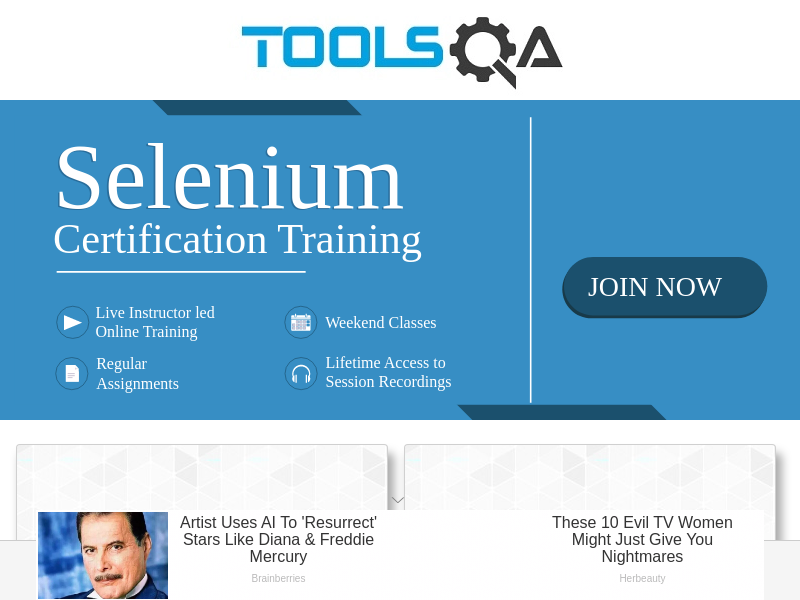 TOOLSQA
Selenium
Certification Training
JOIN NOW
Live Instructor led
Online Training
Weekend Classes
Regular
Assignments
Lifetime Access to
Session Recordings
Artist Uses AI To 'Resurrect'
Stars Like Diana & Freddie
Mercury
Brainberries
These 10 Evil TV Women
Might Just Give You
Nightmares
Herbeauty